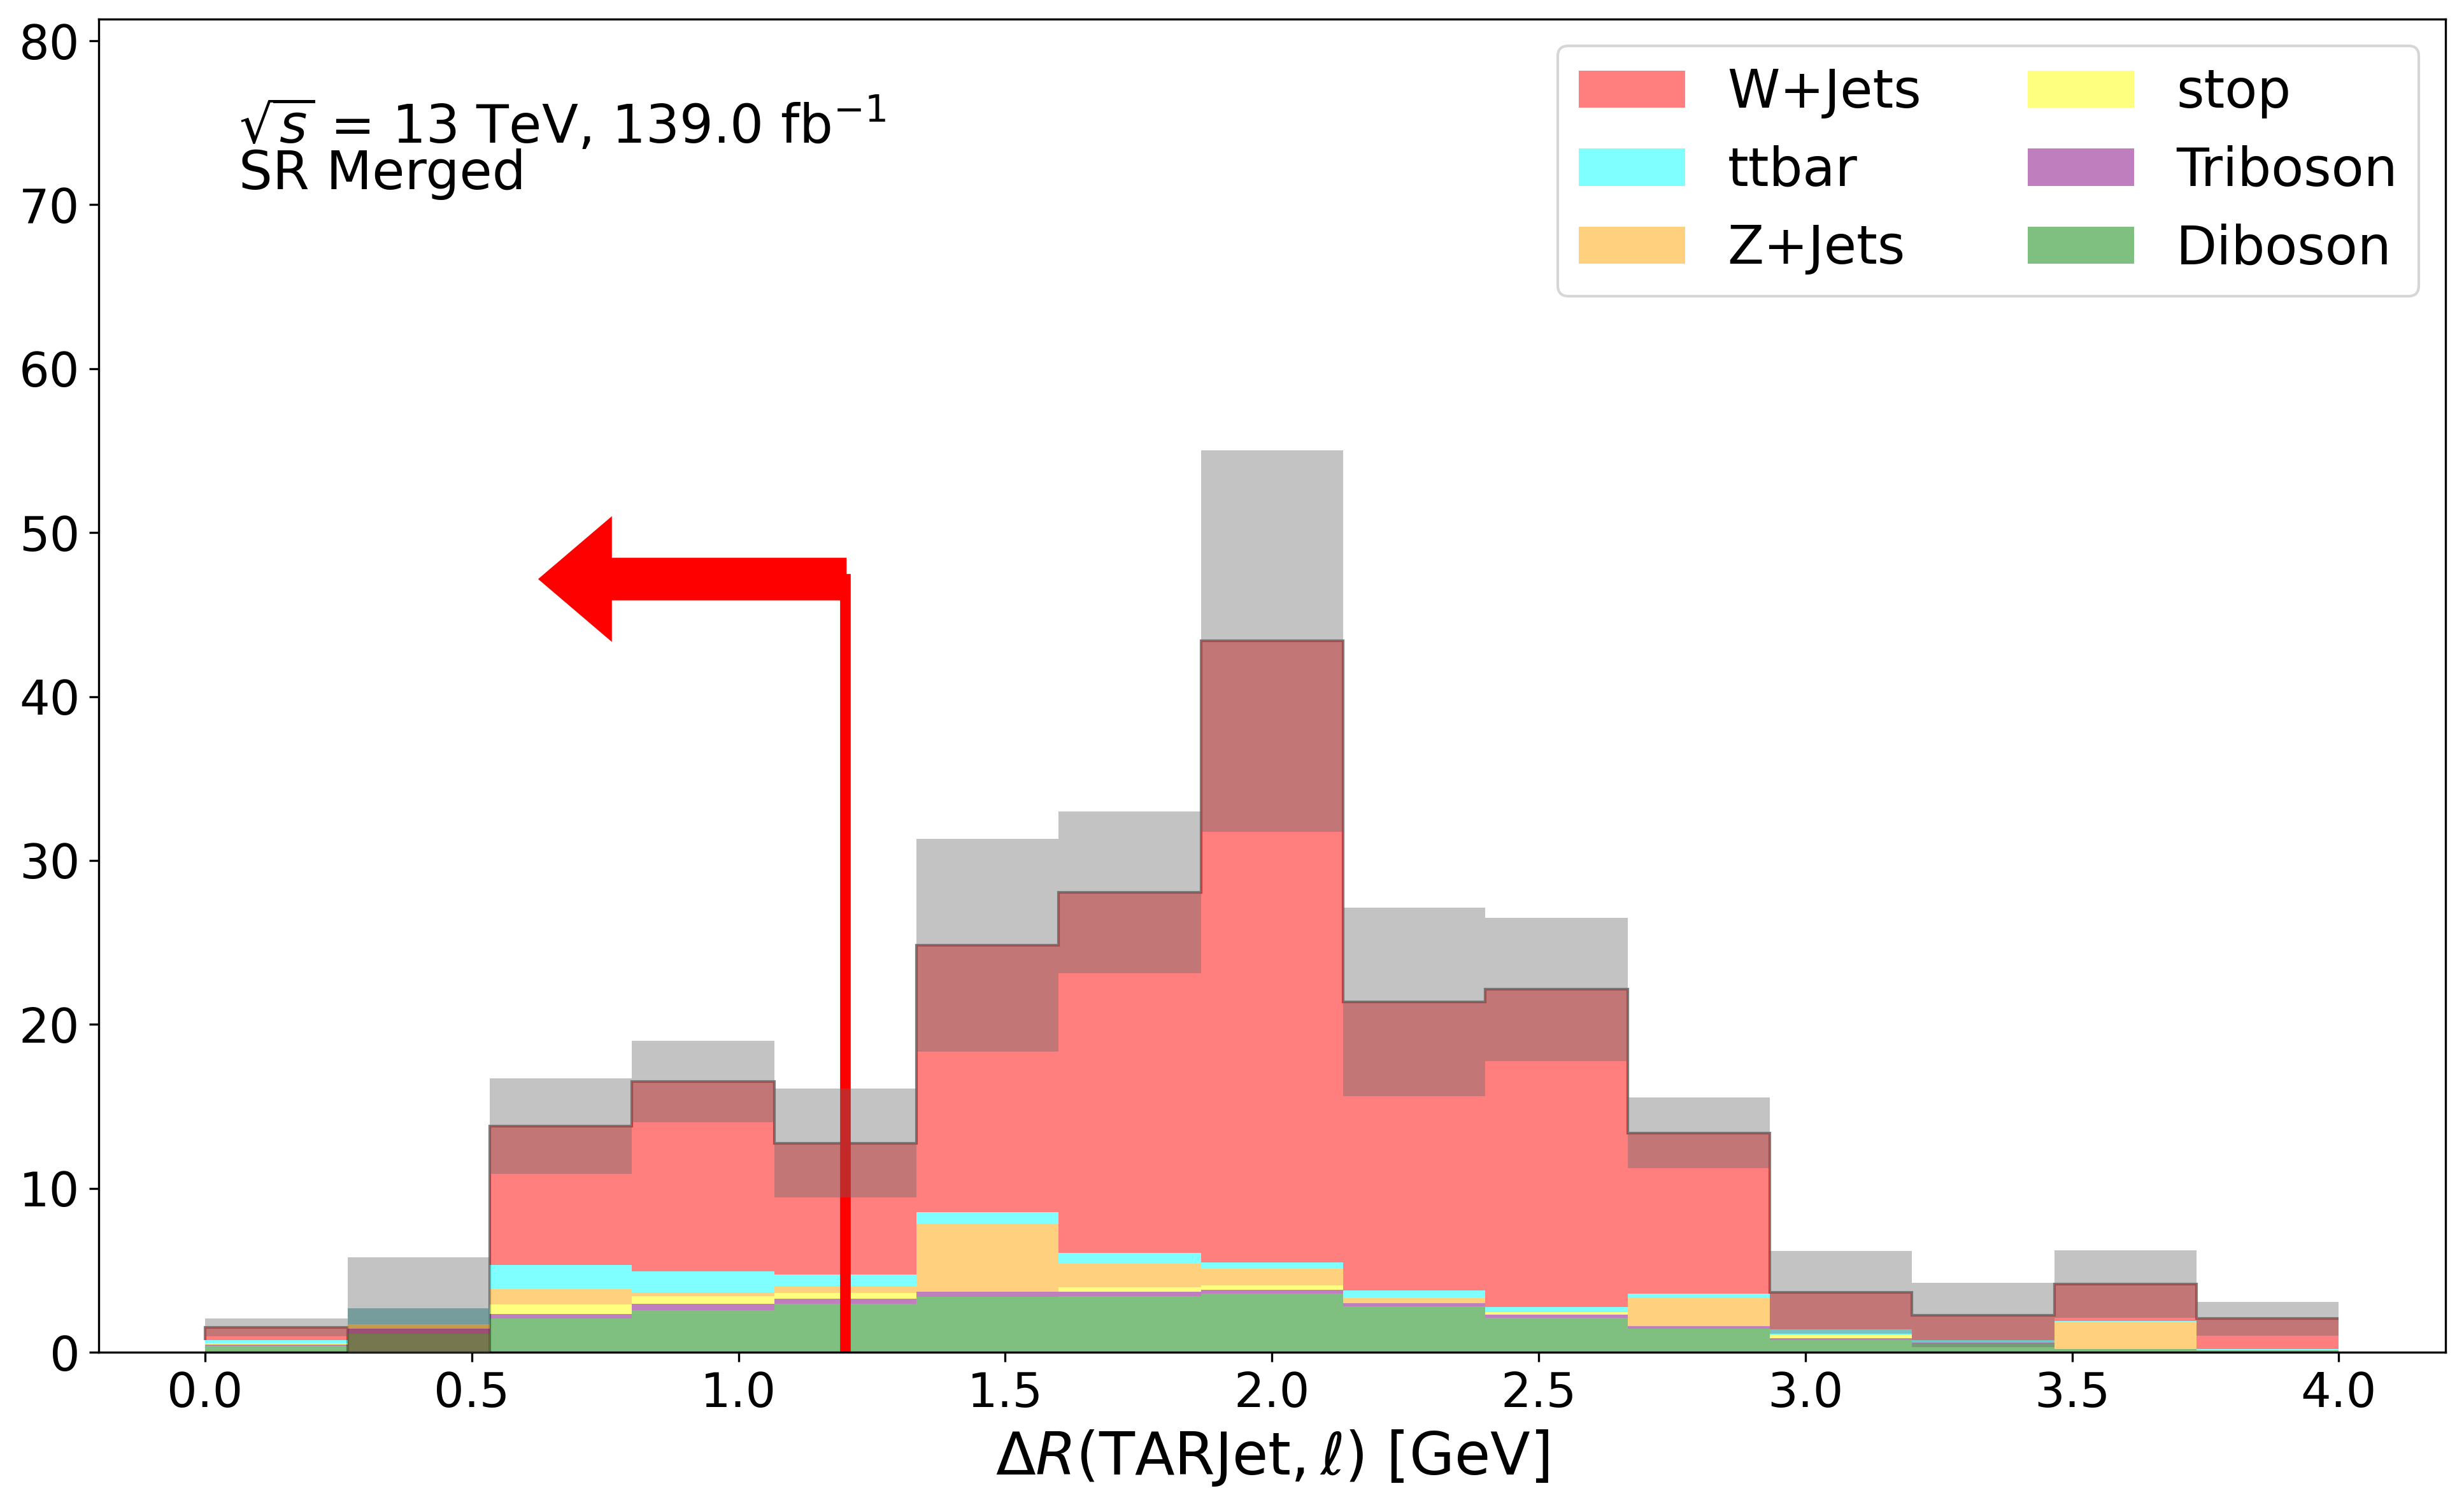 80
70
60
50
40
30
20
10
0
√s = 13 TeV, 139.0 fb⁻¹
SR Merged
W+Jets
ttbar
Z+Jets
stop
Triboson
Diboson
0.0 0.5 1.0 1.5 2.0 2.5 3.0 3.5 4.0
ΔR(TARJet, ℓ) [GeV]